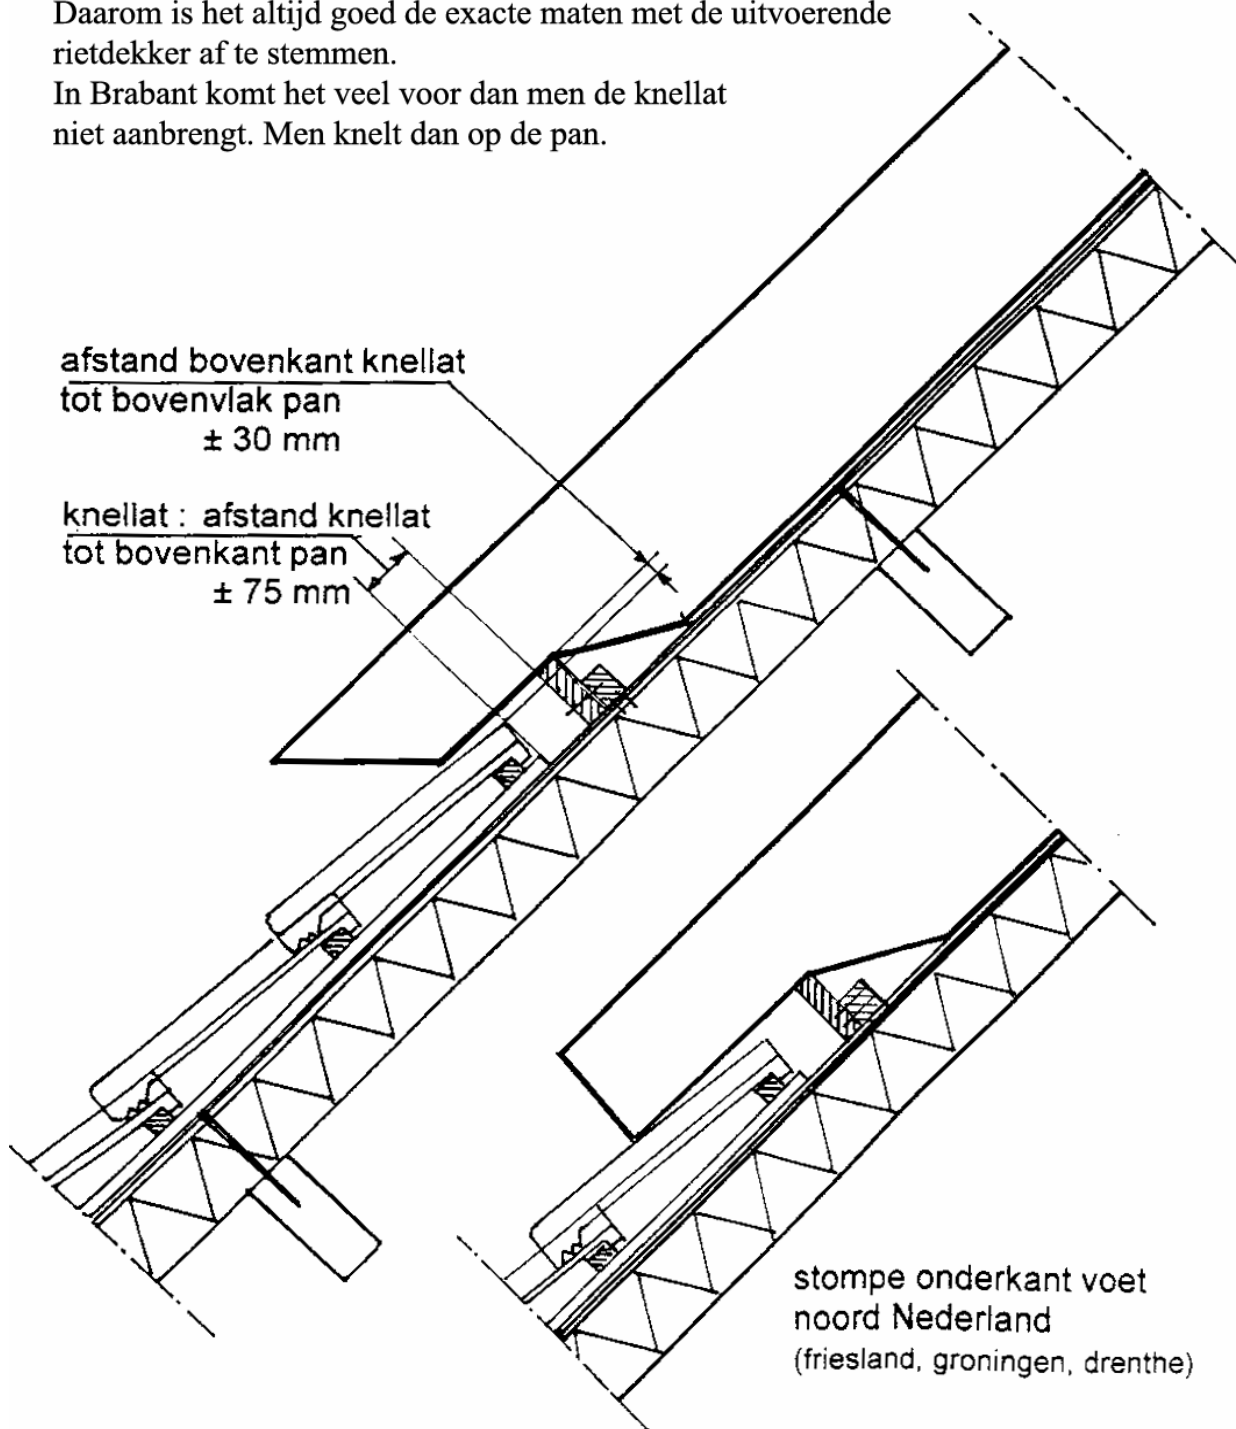 Daarom is het altijd goed de exacte maten met de uitvoerende
rietdekker af te stemmen.
In Brabant komt het veel voor dan men de knellat
niet aanbrengt. Men knelt dan op de pan.
afstand bovenkant knellat
tot bovenvlak pan
± 30 mm
knellat : afstand knellat
tot bovenkant pan
± 75 mm
stompe onderkant voet
noord Nederland
(friesland, groningen, drenthe)